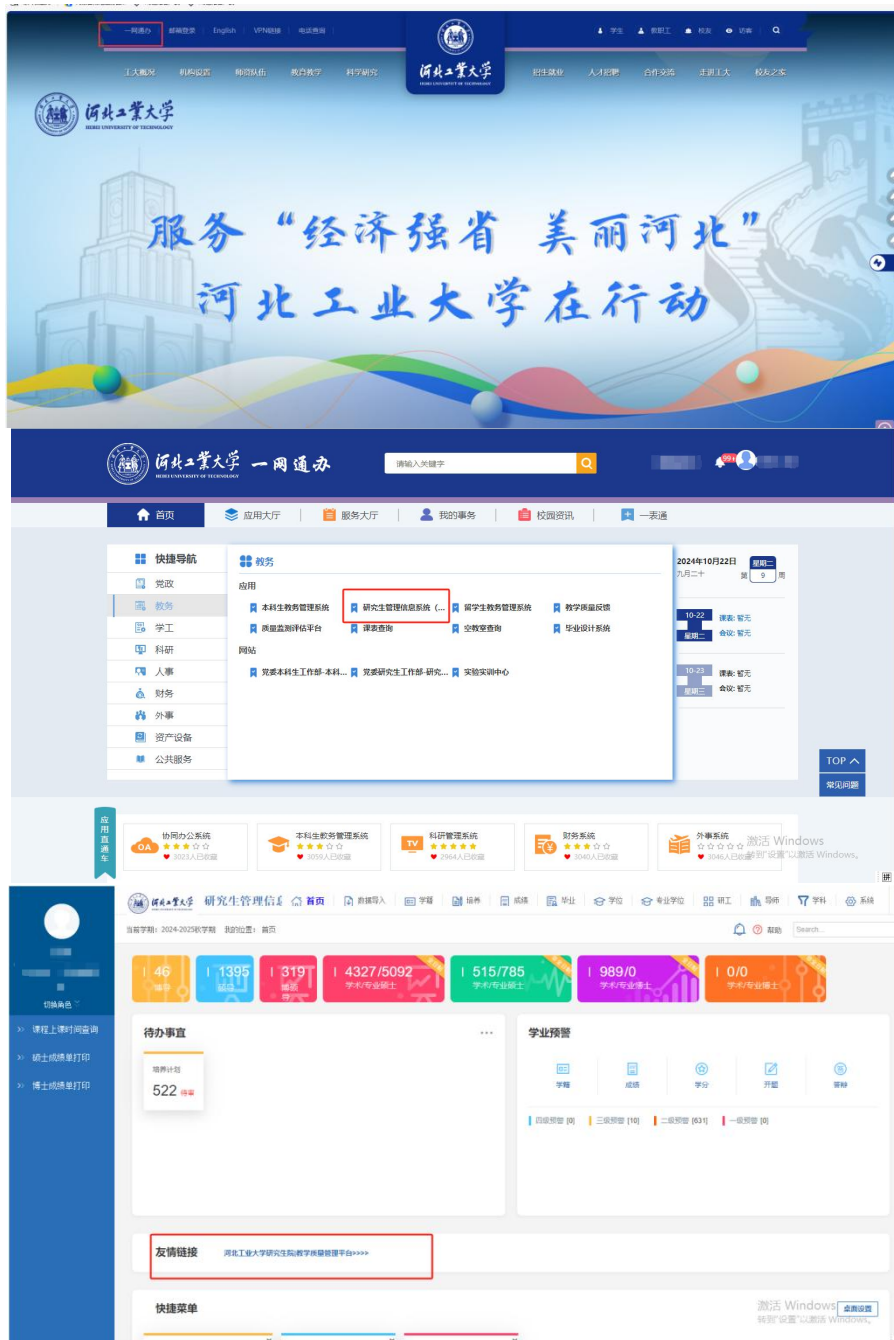 一网通办 邮箱登录 English VPN链接 电话查询
学生 教职工 校友 访客
河北工业大学
HEBEI UNIVERSITY OF TECHNOLOGY
工大概况 机构设置 师资队伍 教育教学 科学研究 招生就业 人才招聘 合作交流 走进工大 校友之家
河北工业大学
HEBEI UNIVERSITY OF TECHNOLOGY
服务“经济强省 美丽河北”
河北工业大学在行动
河北工業大学 一网通办 请输入关键字 99+
HEBEI UNIVERSITY OF TECHNOLOGY
首页 应用大厅 服务大厅 我的事务 校园资讯 一表通
快捷导航
党政
教务
学工
科研
人事
财务
外事
资产设备
公共服务
教务
应用
本科生教务管理系统 研究生管理信息系统（... 留学生教务管理系统 教学质量反馈
质量监测评估平台 课表查询 空教室查询 毕业设计系统
网站
党委本科生工作部-本科... 党委研究生工作部-研究... 实验实训中心
2024年10月22日 星期二
九月二十 第 9 周
10-22 课表: 暂无
星期二 会议: 暂无
10-23 课表: 暂无
星期三 会议: 暂无
TOP
常见问题
应用直通车
OA 协同办公系统
3023人已收藏
本科生教务管理系统
3059人已收藏
TV 科研管理系统
2964人已收藏
财务系统
3040人已收藏
外事系统
3046人已收藏
激活 Windows
转到“设置”以激活 Windows。
河北工業大学 研究生管理信息 首页 数据导入 学籍 培养 成绩 毕业 学位 专业学位 研工 导师 学科 系统
当前学期：2024-2025秋学期 我的位置：首页 帮助 Search...
切换角色
课程上课时间查询
硕士成绩单打印
博士成绩单打印
46
博导
1395
硕导
319
4327/5092
学术/专业硕士
515/785
学术/专业硕士
989/0
学术/专业博士
0/0
学术/专业博士
待办事宜 ...
培养计划
522 待审
学业预警
学籍 成绩 学分 开题 答辩
四级预警 [0] 三级预警 [10] 二级预警 [631] 一级预警 [0]
友情链接 河北工业大学研究生院教学质量管理平台>>>>
快捷菜单
激活 Windows
转到“设置”以激活 Windows。
桌面设置